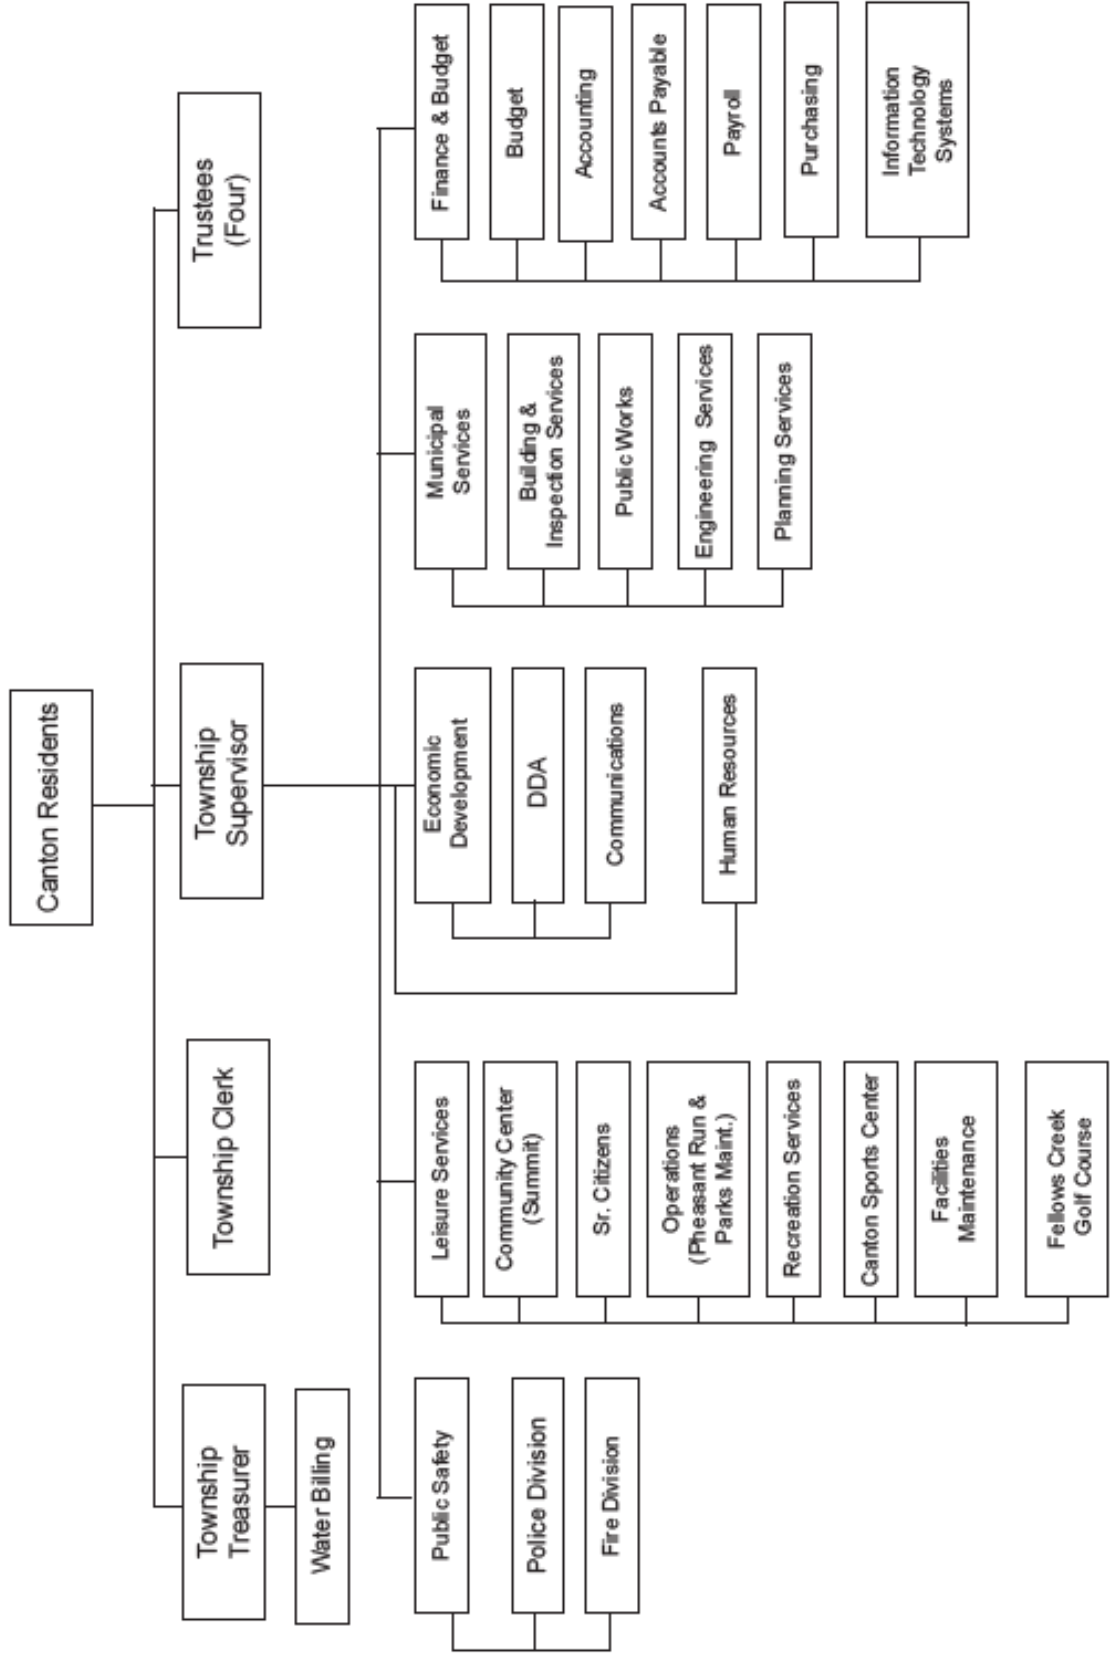 Canton Residents
Township
Treasurer
Water Billing
Township Clerk
Township
Supervisor
Trustees
(Four)
Public Safety
Police Division
Fire Division
Leisure Services
Community Center
(Summit)
Sr. Citizens
Operations
(Pheasant Run &
Parks Maint.)
Recreation Services
Canton Sports Center
Facilities
Maintenance
Fellows Creek
Golf Course
Economic
Development
DDA
Communications
Human Resources
Municipal
Services
Building &
Inspection Services
Public Works
Engineering Services
Planning Services
Finance & Budget
Budget
Accounting
Accounts Payable
Payroll
Purchasing
Information
Technology
Systems